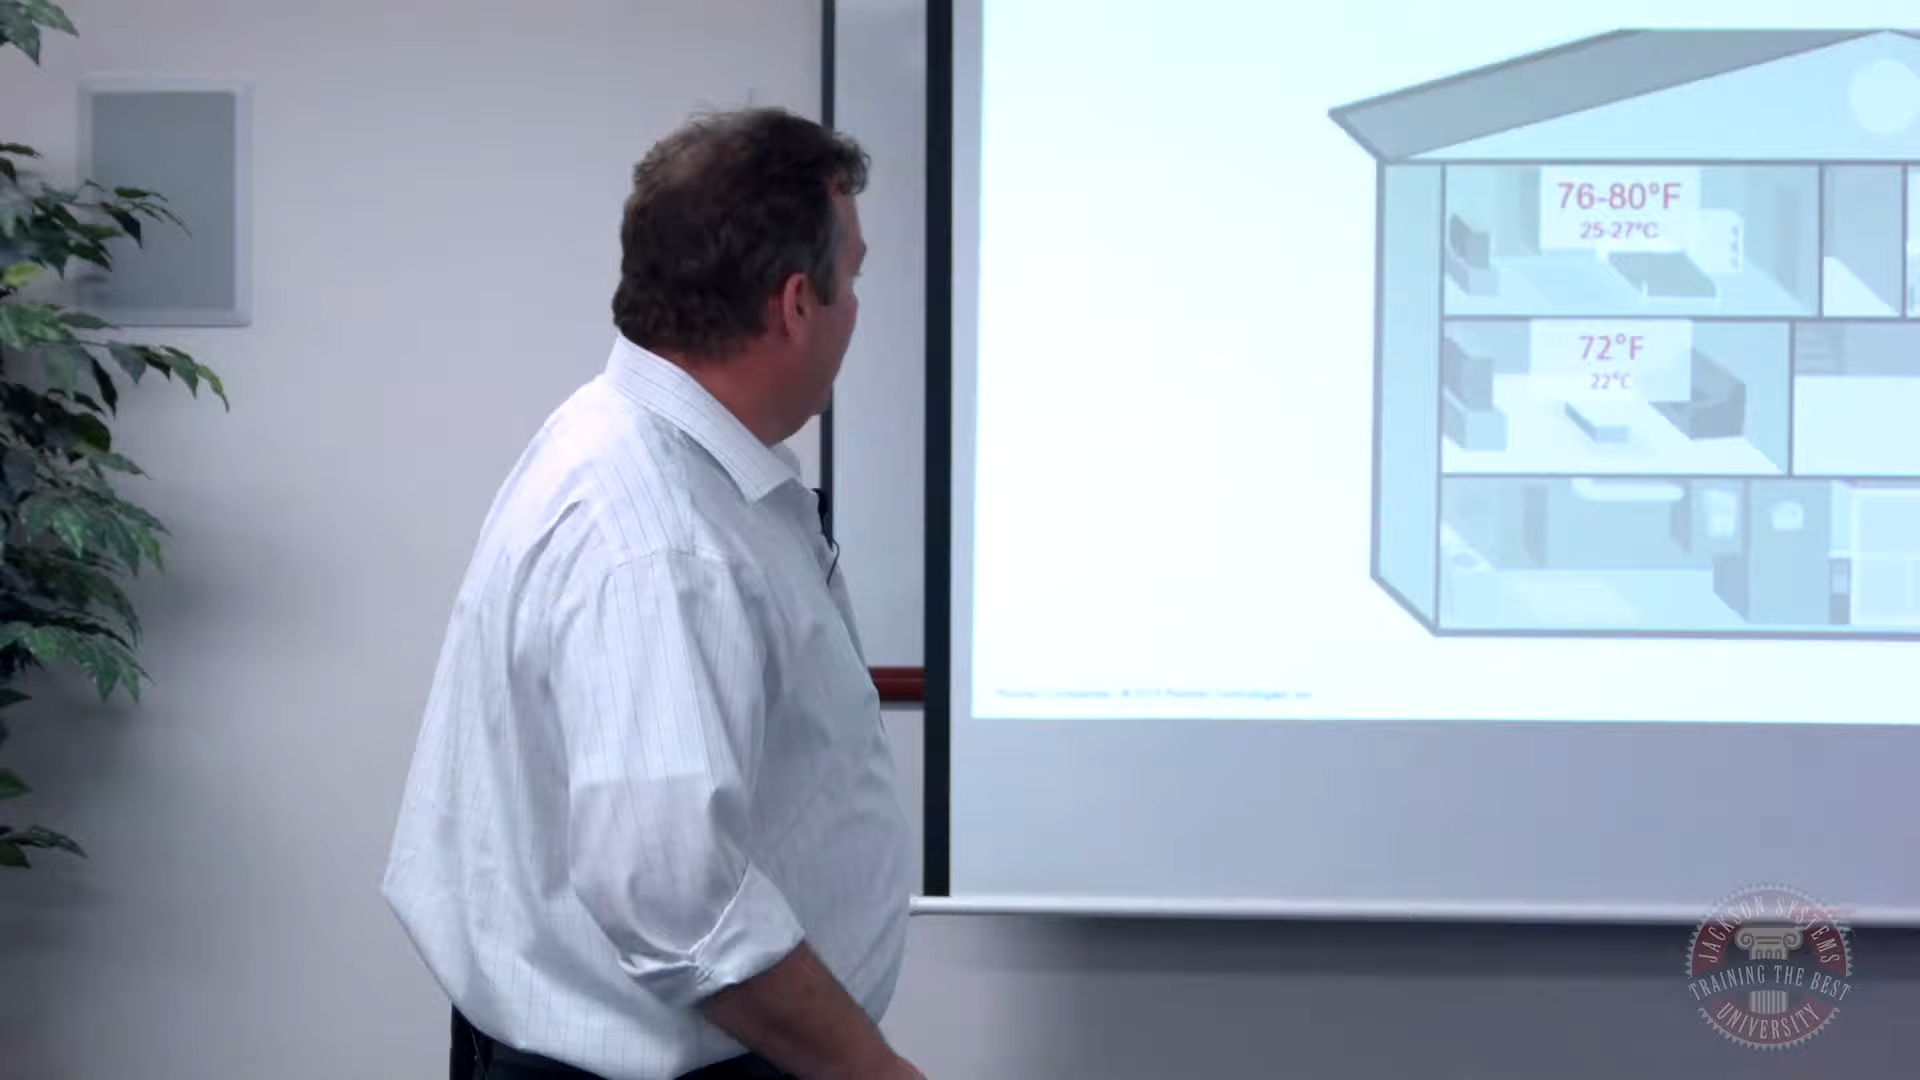 76-80°F
25-27°C
72°F
22°C
JACKSON SYSTEMS
TRAINING THE BEST
UNIVERSITY